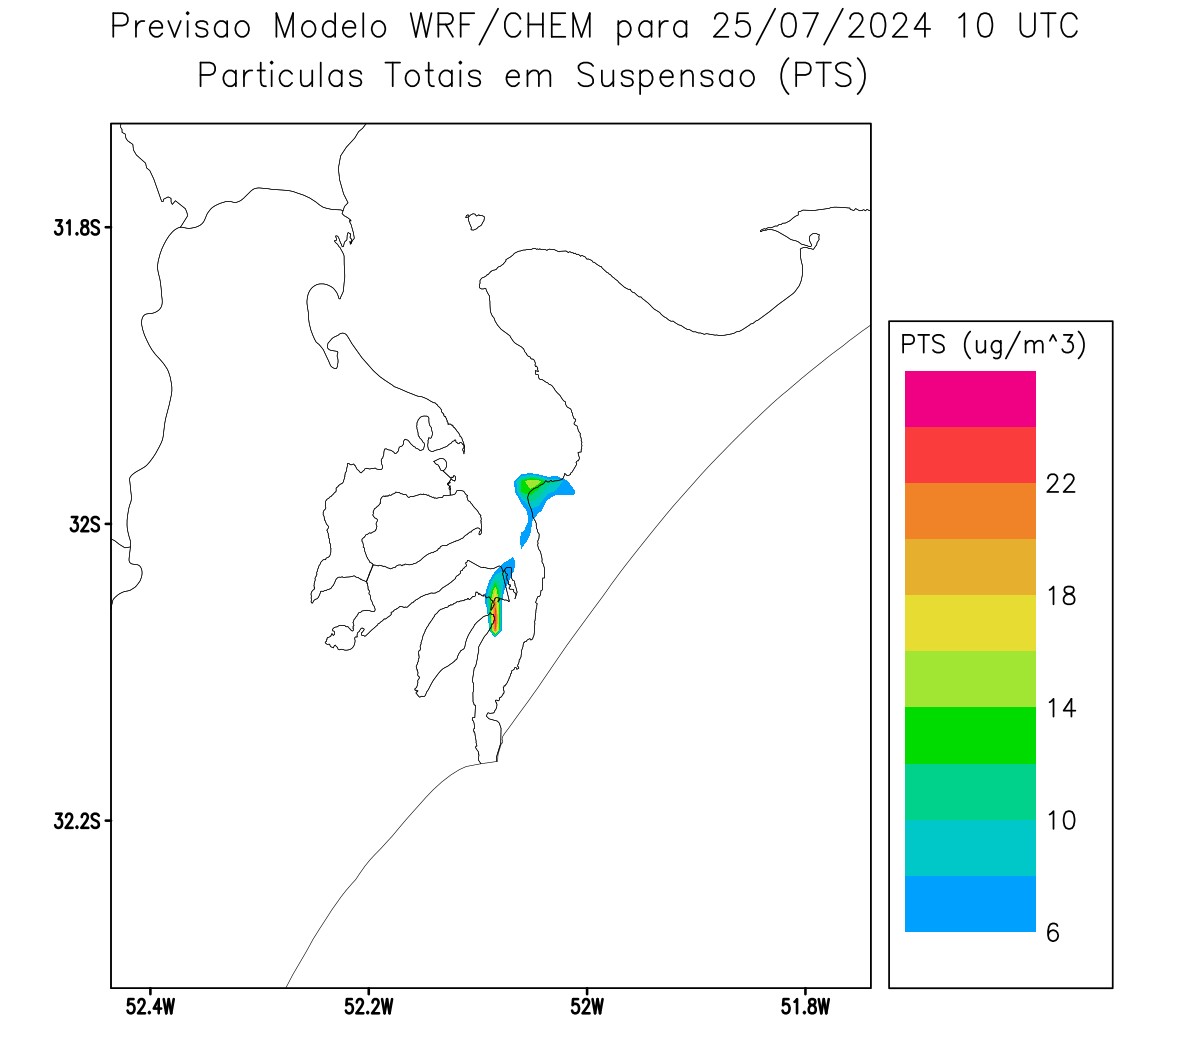 Previsao Modelo WRF/CHEM para 25/07/2024 10 UTC
Particulas Totais em Suspensao (PTS)
31.8S
32S
32.2S
52.4W
52.2W
52W
51.8W
PTS (ug/m^3)
22
18
14
10
6